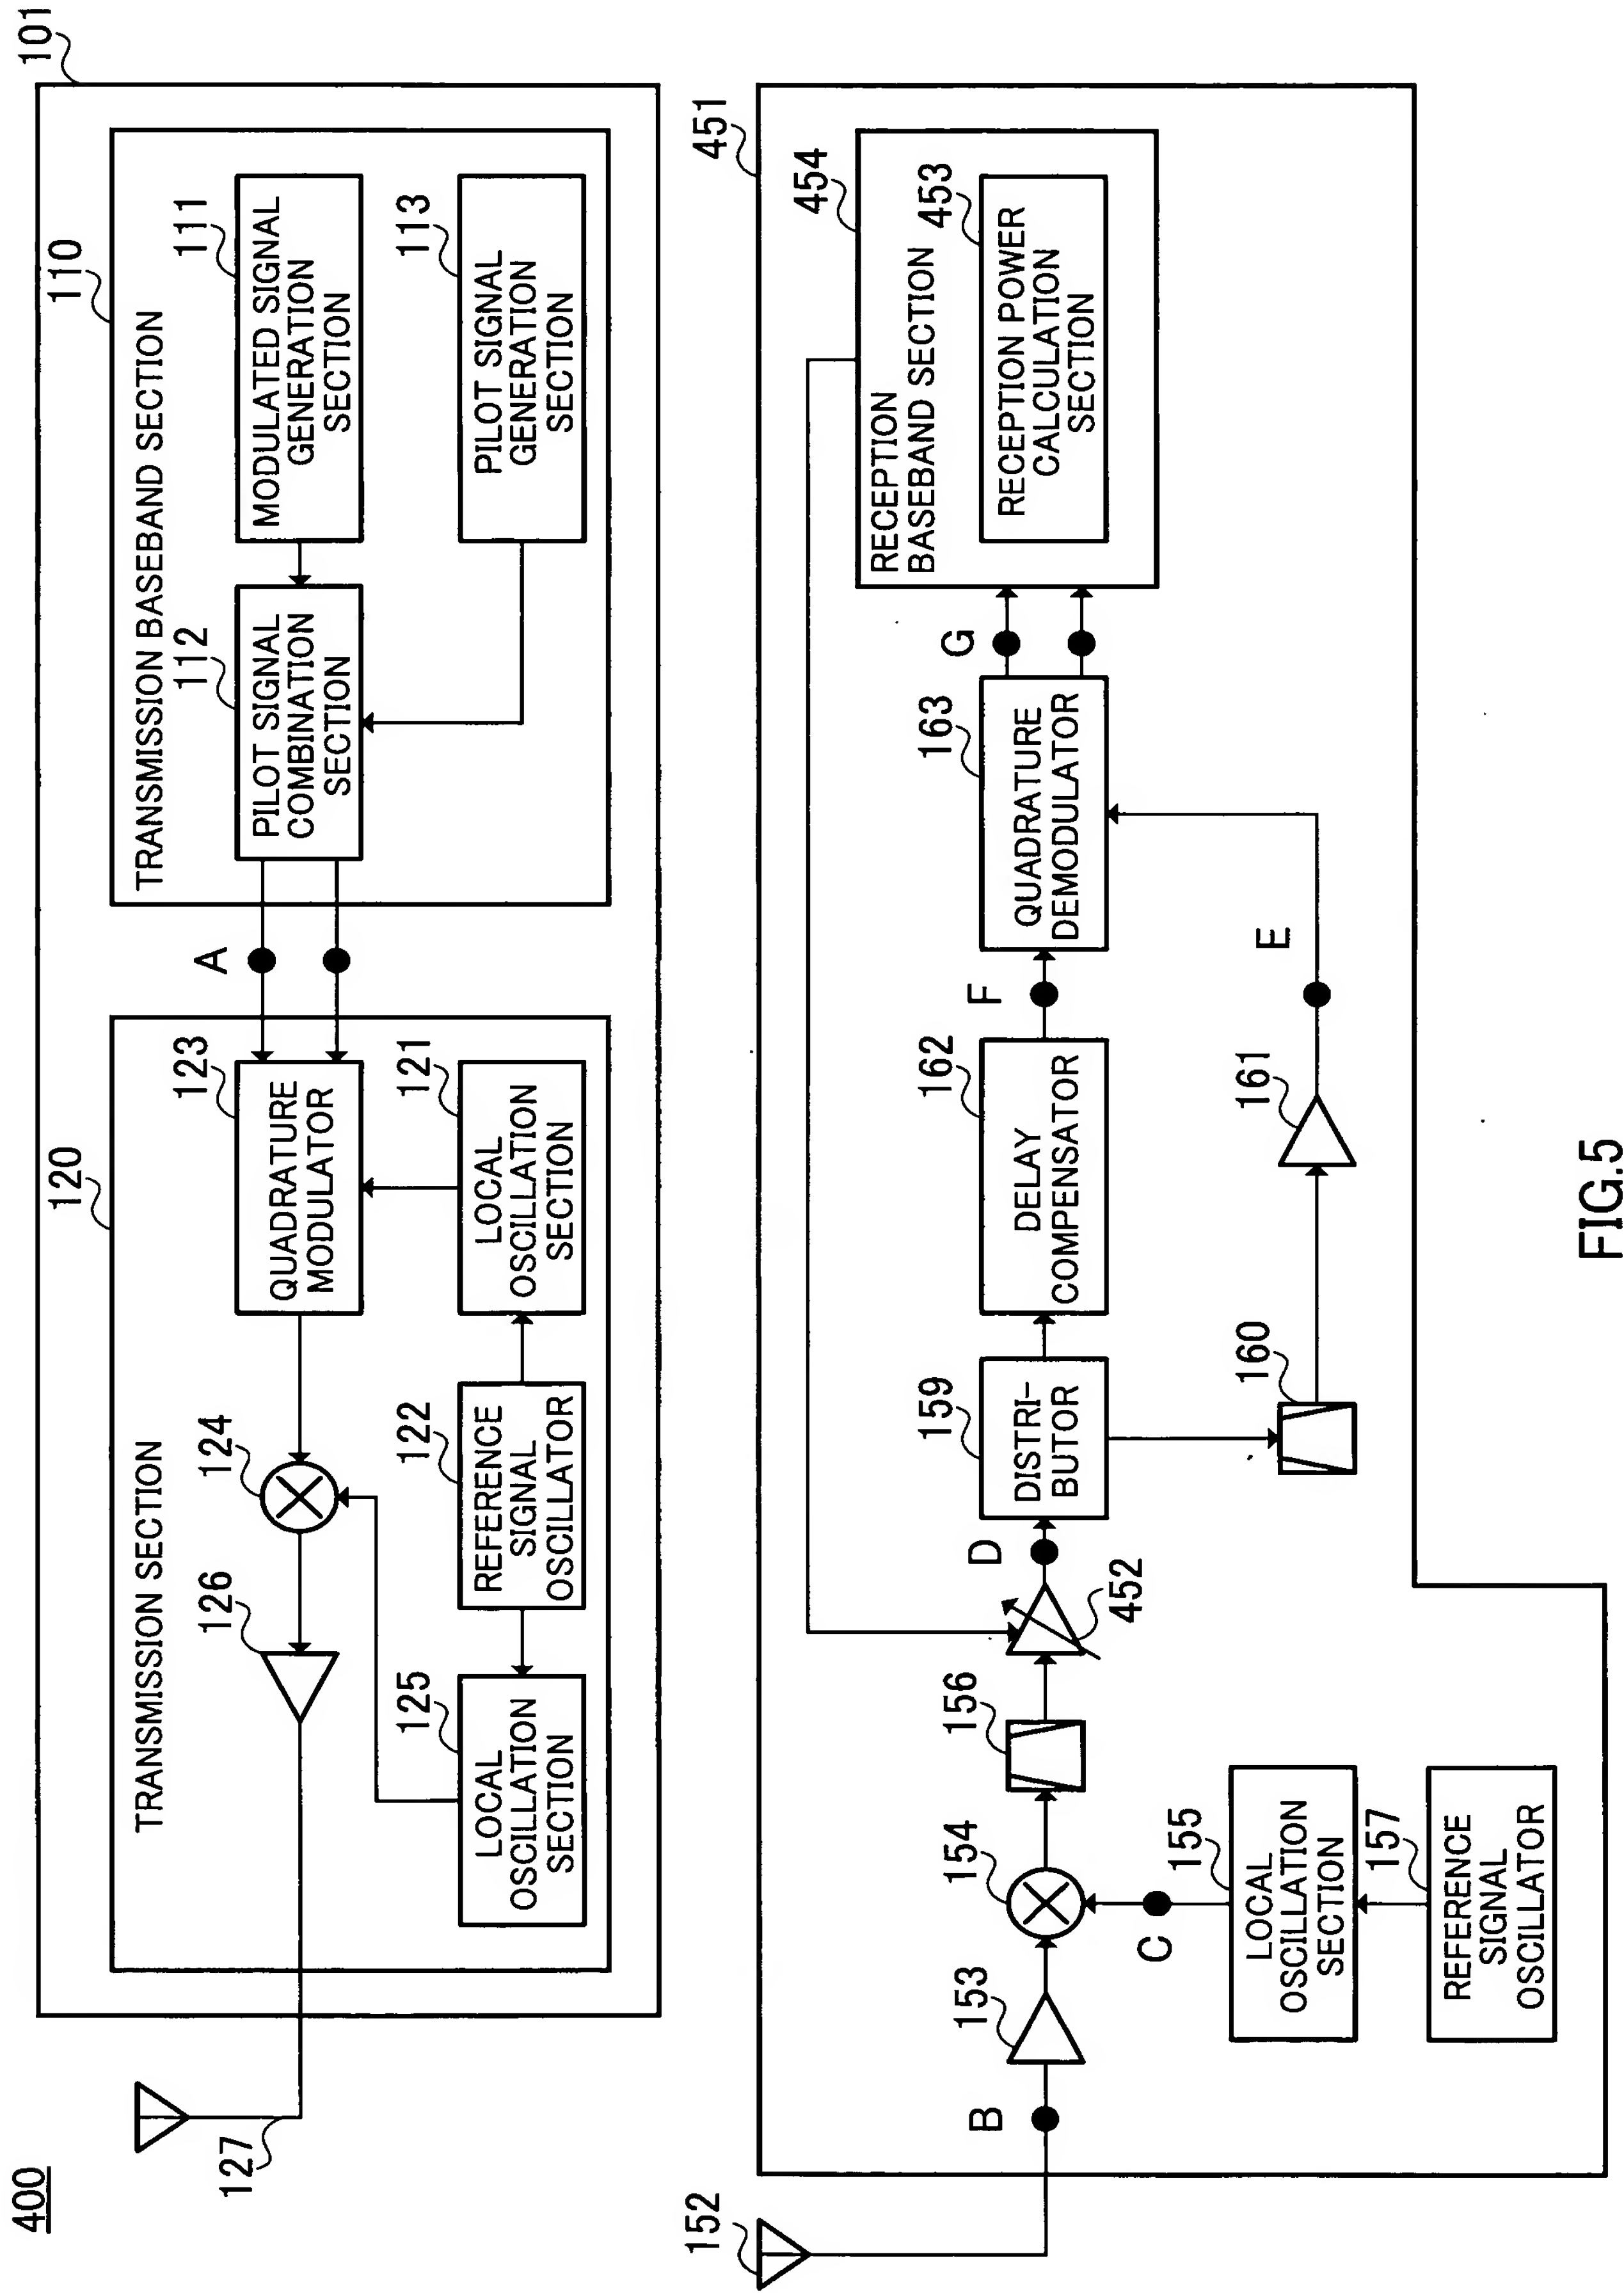 400
101
110
TRANSMISSION BASEBAND SECTION
111
MODULATED SIGNAL
GENERATION
SECTION
112
PILOT SIGNAL
COMBINATION
SECTION
113
PILOT SIGNAL
GENERATION
SECTION
A
120
TRANSMISSION SECTION
123
QUADRATURE
MODULATOR
121
LOCAL
OSCILLATION
SECTION
124
122
REFERENCE
SIGNAL
OSCILLATOR
126
125
LOCAL
OSCILLATION
SECTION
127
451
152
B
153
154
C
155
LOCAL
OSCILLATION
SECTION
157
REFERENCE
SIGNAL
OSCILLATOR
156
452
D
159
DISTRI-
BUTOR
160
161
E
162
DELAY
COMPENSATOR
F
163
QUADRATURE
DEMODULATOR
G
454
RECEPTION
BASEBAND SECTION
453
RECEPTION POWER
CALCULATION
SECTION
FIG.5